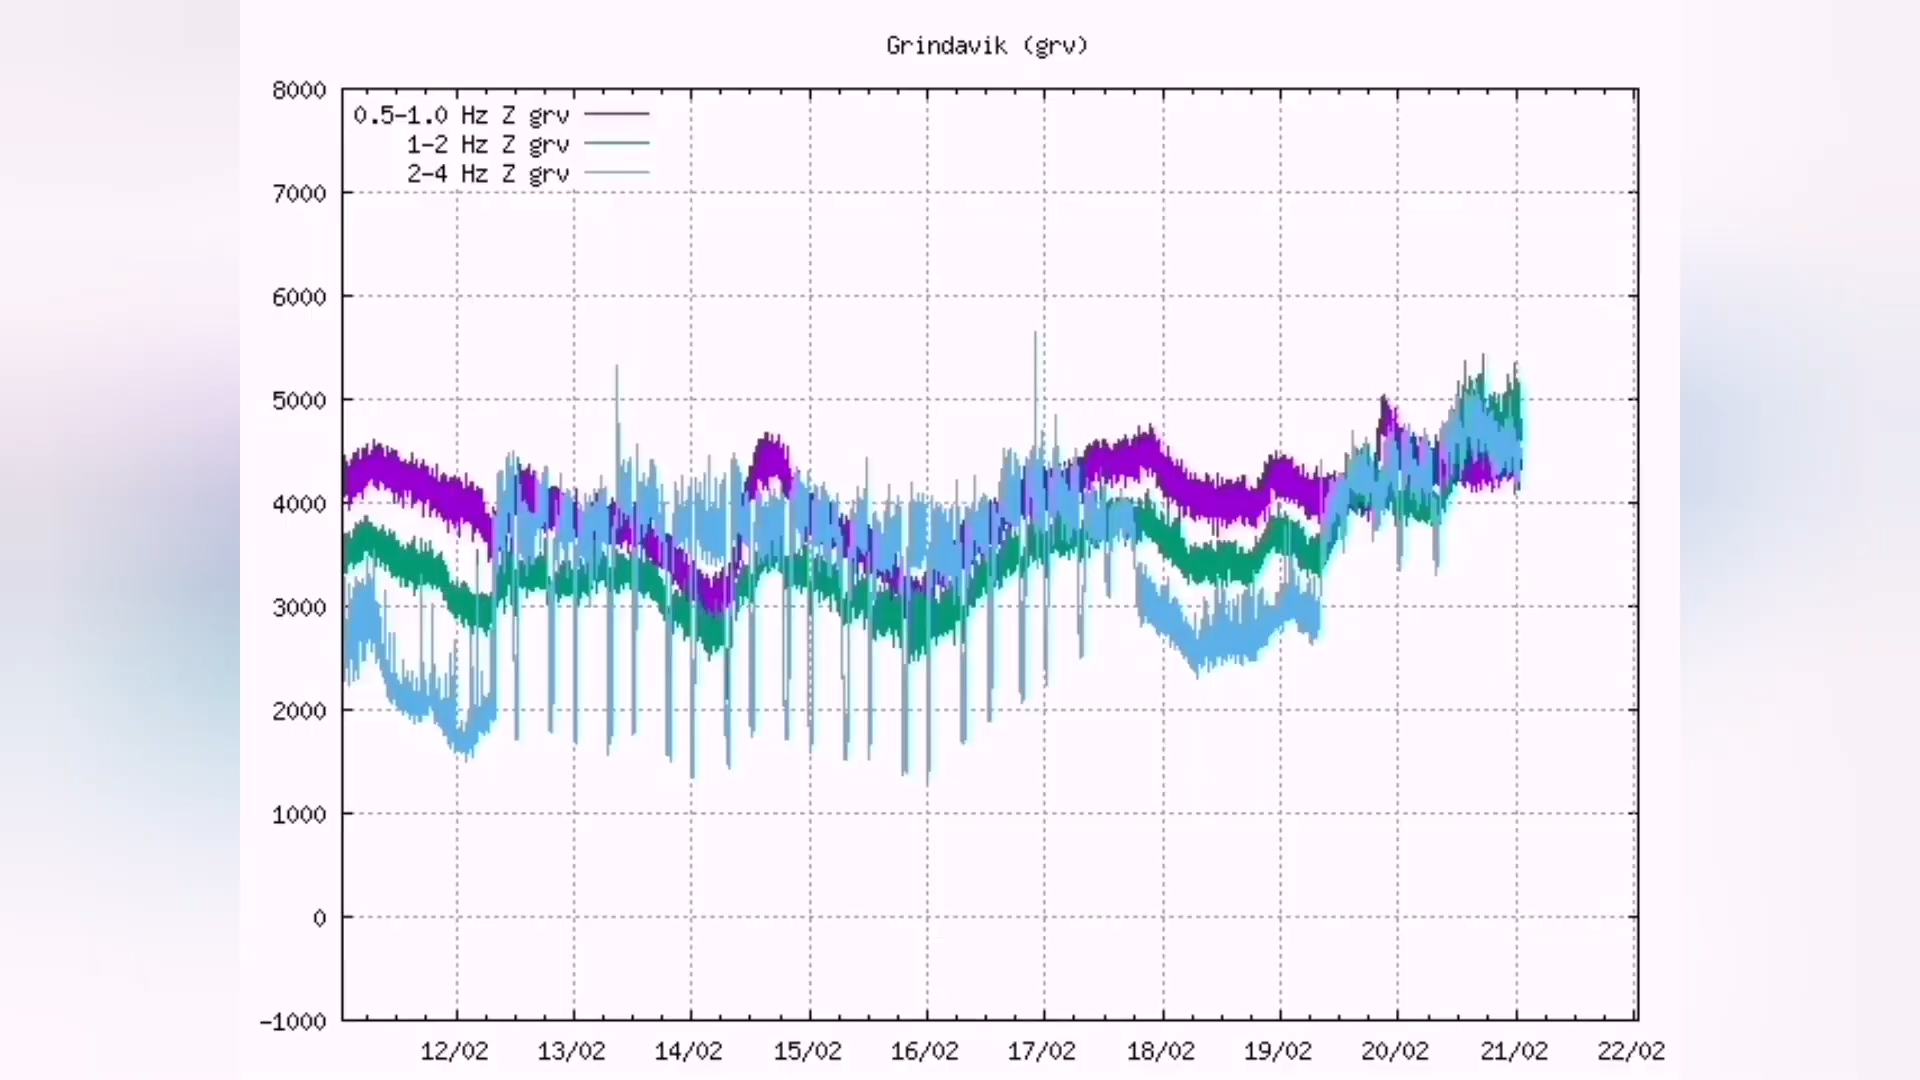 Grindavik (grv)
8000
0.5-1.0 Hz Z grv
1-2 Hz Z grv
2-4 Hz Z grv
7000
6000
5000
4000
3000
2000
1000
0
-1000
12/02 13/02 14/02 15/02 16/02 17/02 18/02 19/02 20/02 21/02 22/02